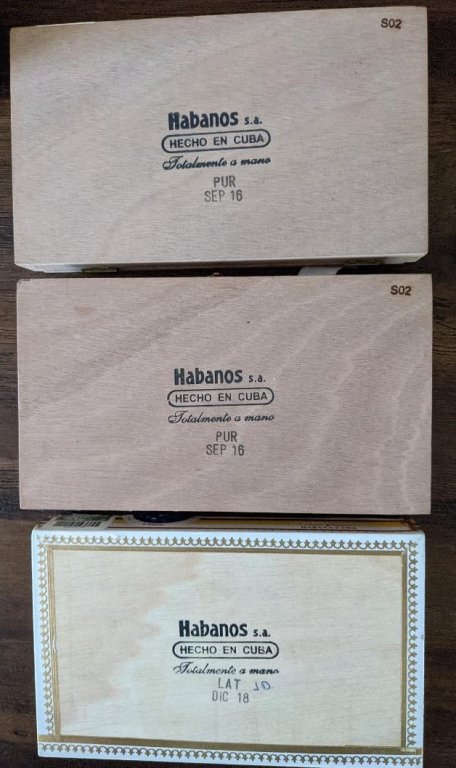 S02
Habanos s.a.
HECHO EN CUBA
Totalmente a mano
PUR
SEP 16
S02
Habanos s.a.
HECHO EN CUBA
Totalmente a mano
PUR
SEP 16
Habanos s.a.
HECHO EN CUBA
Totalmente a mano
LAT
DIC 18